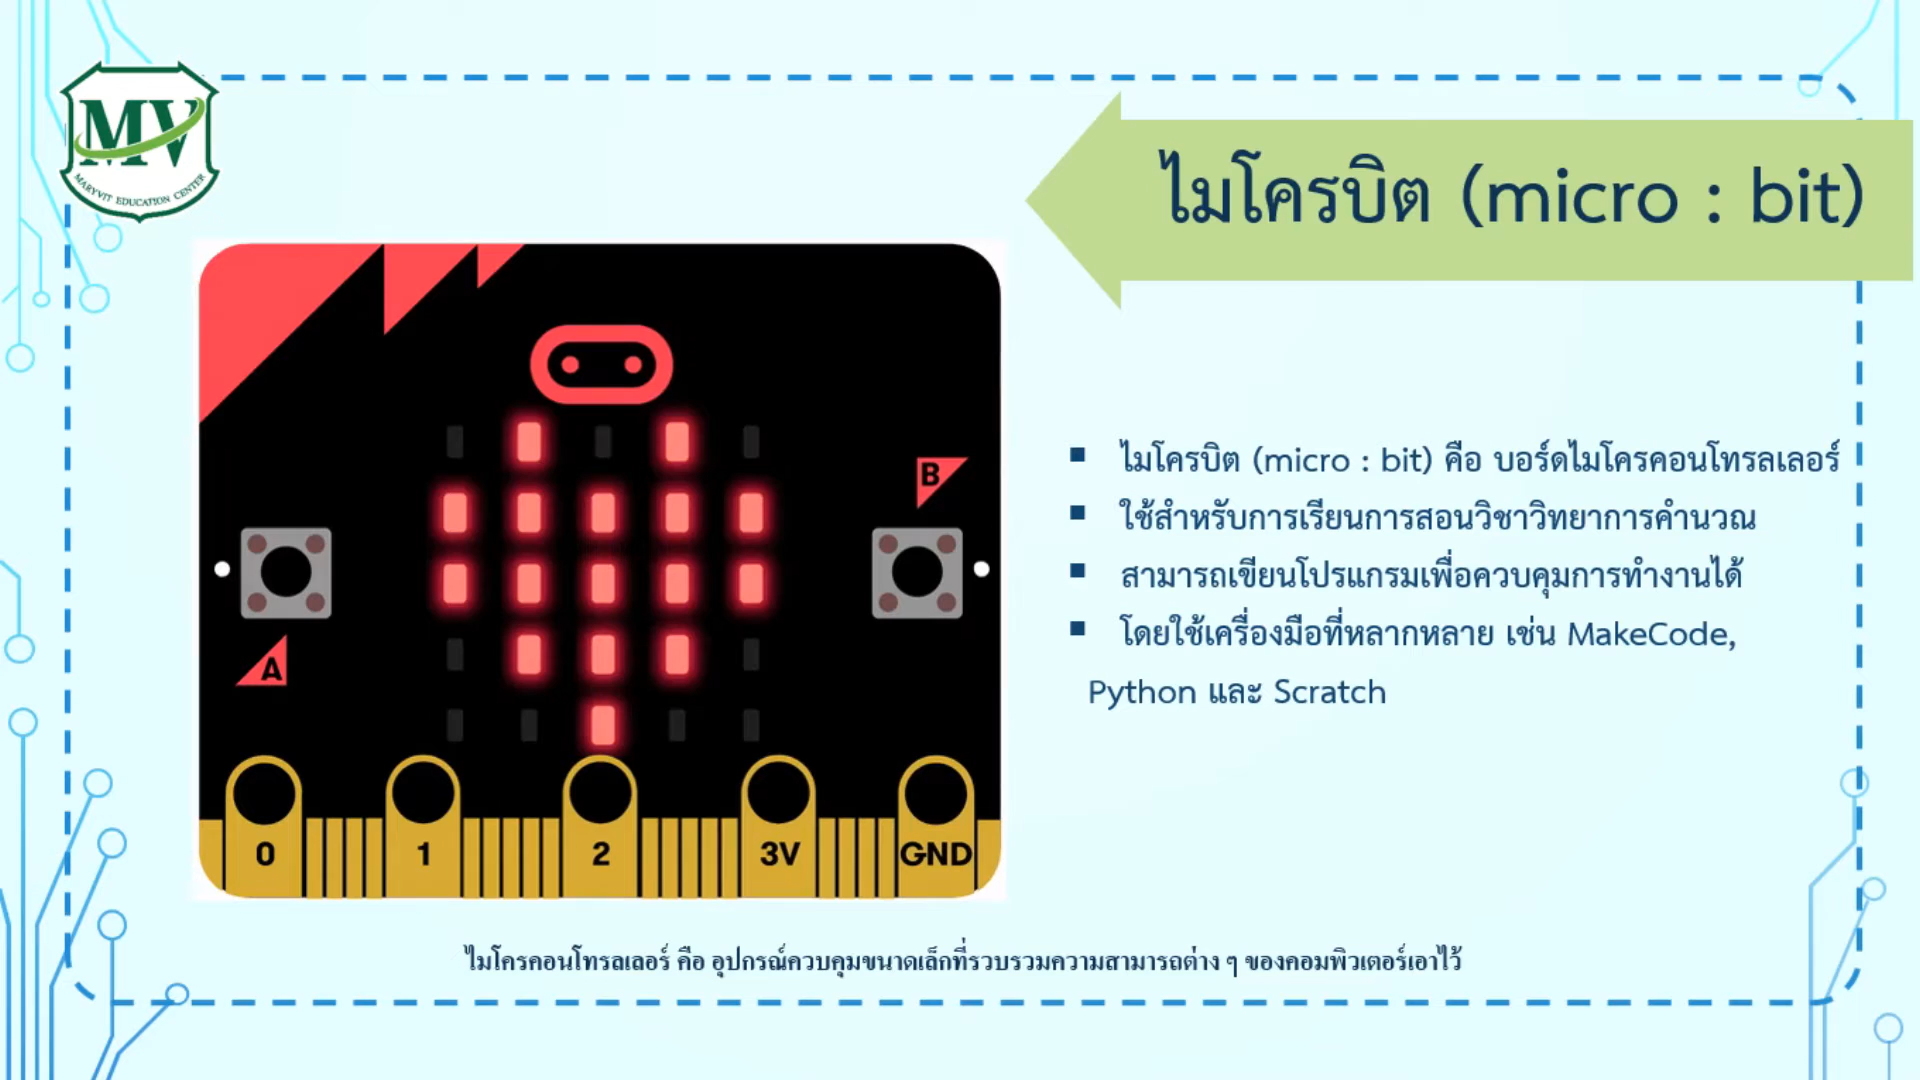 MV
MARYVIT EDUCATION CENTER
ไมโครบิต (micro : bit)
B
A
0 1 2 3V GND
▪ ไมโครบิต (micro : bit) คือ บอร์ดไมโครคอนโทรลเลอร์
▪ ใช้สำหรับการเรียนการสอนวิชาวิทยาการคำนวณ
▪ สามารถเขียนโปรแกรมเพื่อควบคุมการทำงานได้
▪ โดยใช้เครื่องมือที่หลากหลาย เช่น MakeCode,
Python และ Scratch
ไมโครคอนโทรลเลอร์ คือ อุปกรณ์ควบคุมขนาดเล็กที่รวบรวมความสามารถต่าง ๆ ของคอมพิวเตอร์เอาไว้